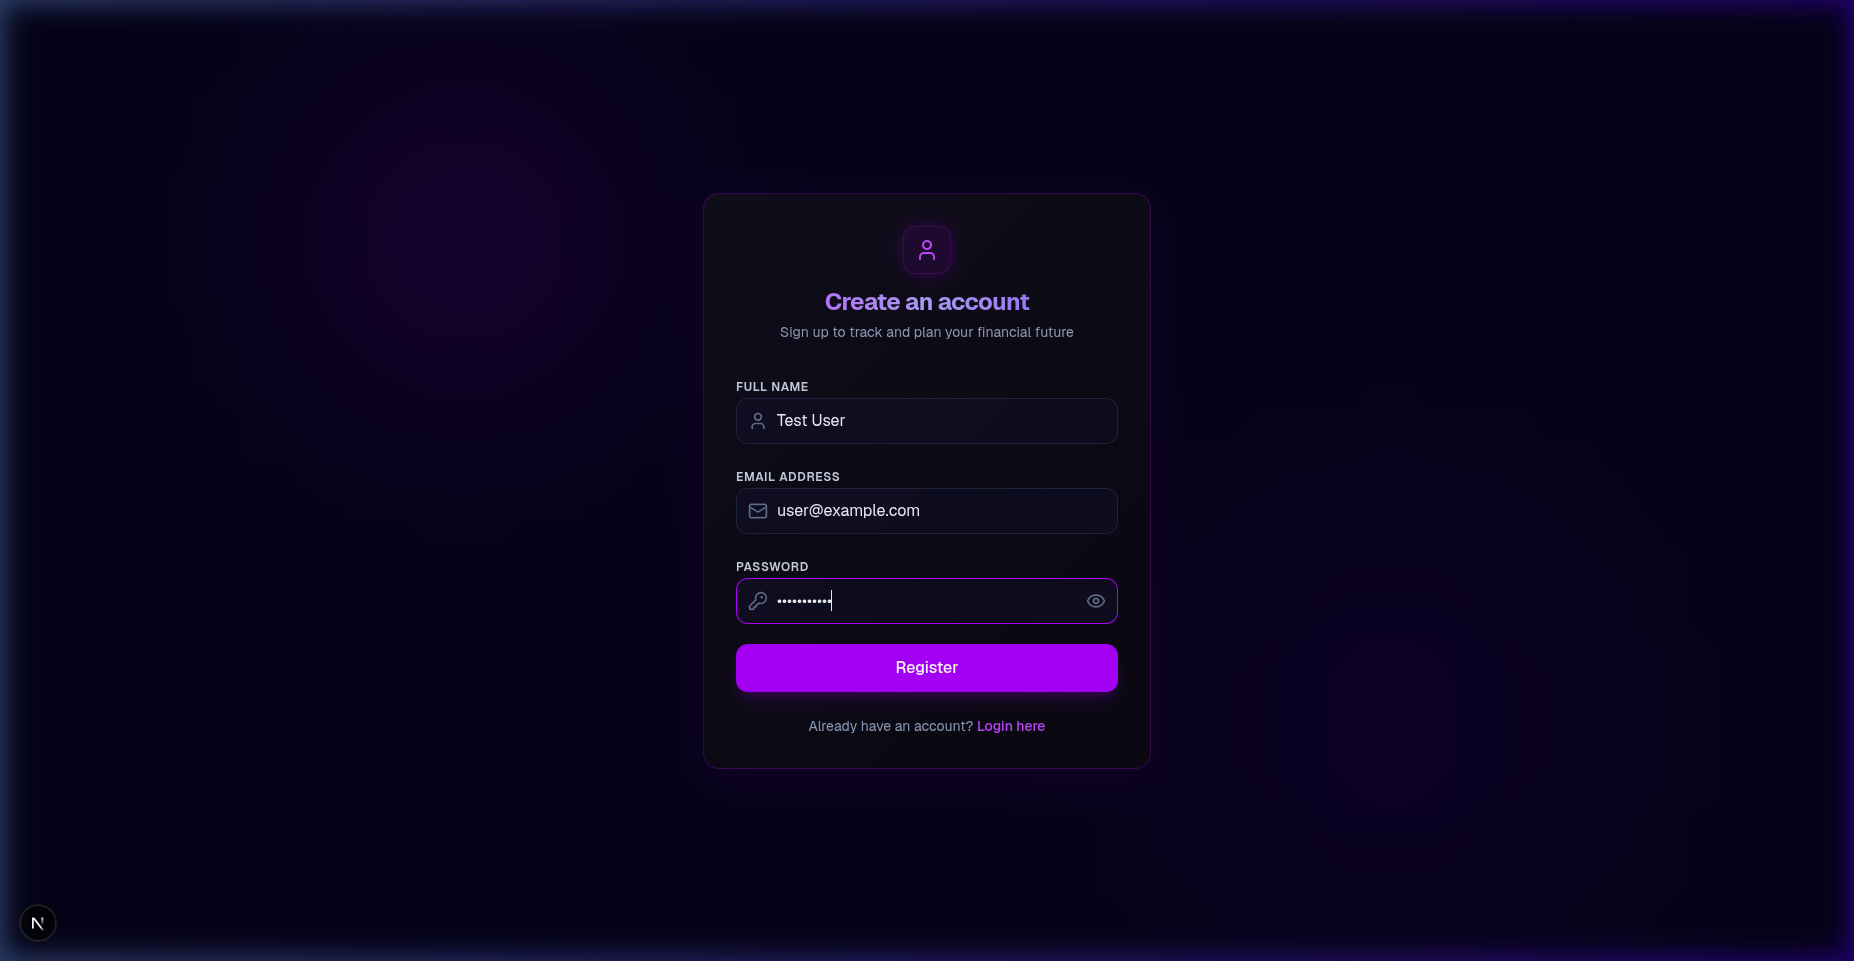 Create an account
Sign up to track and plan your financial future
FULL NAME
Test User
EMAIL ADDRESS
user@example.com
PASSWORD
•••••••••••
Register
Already have an account? Login here
N